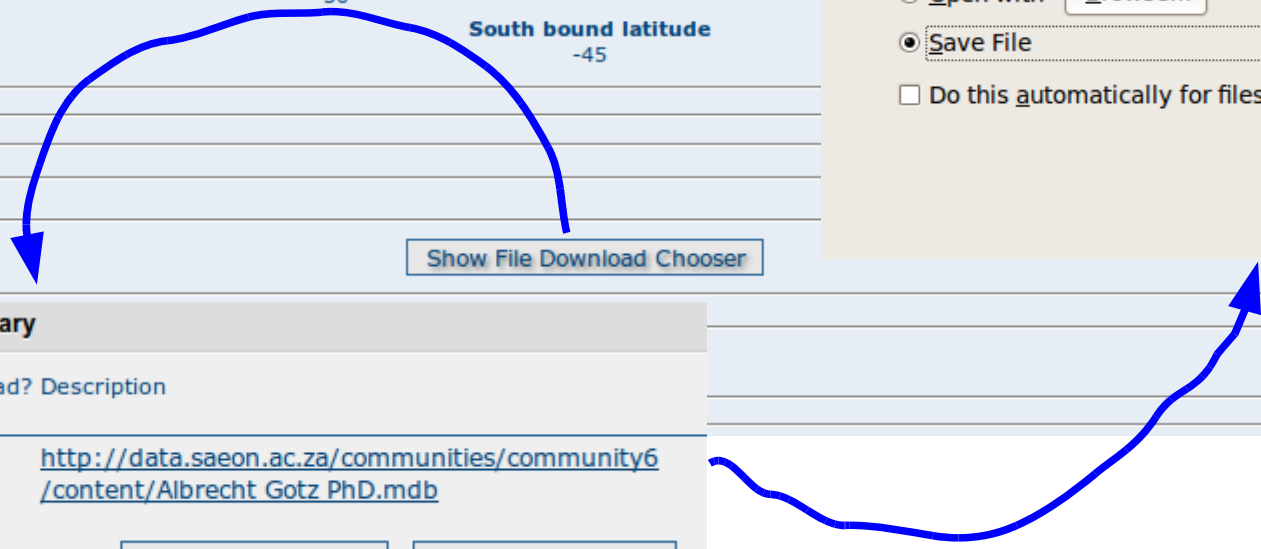 South bound latitude
-45
Save File
Do this automatically for files
Show File Download Chooser
ary
ad? Description
http://data.saeon.ac.za/communities/community6
/content/Albrecht Gotz PhD.mdb